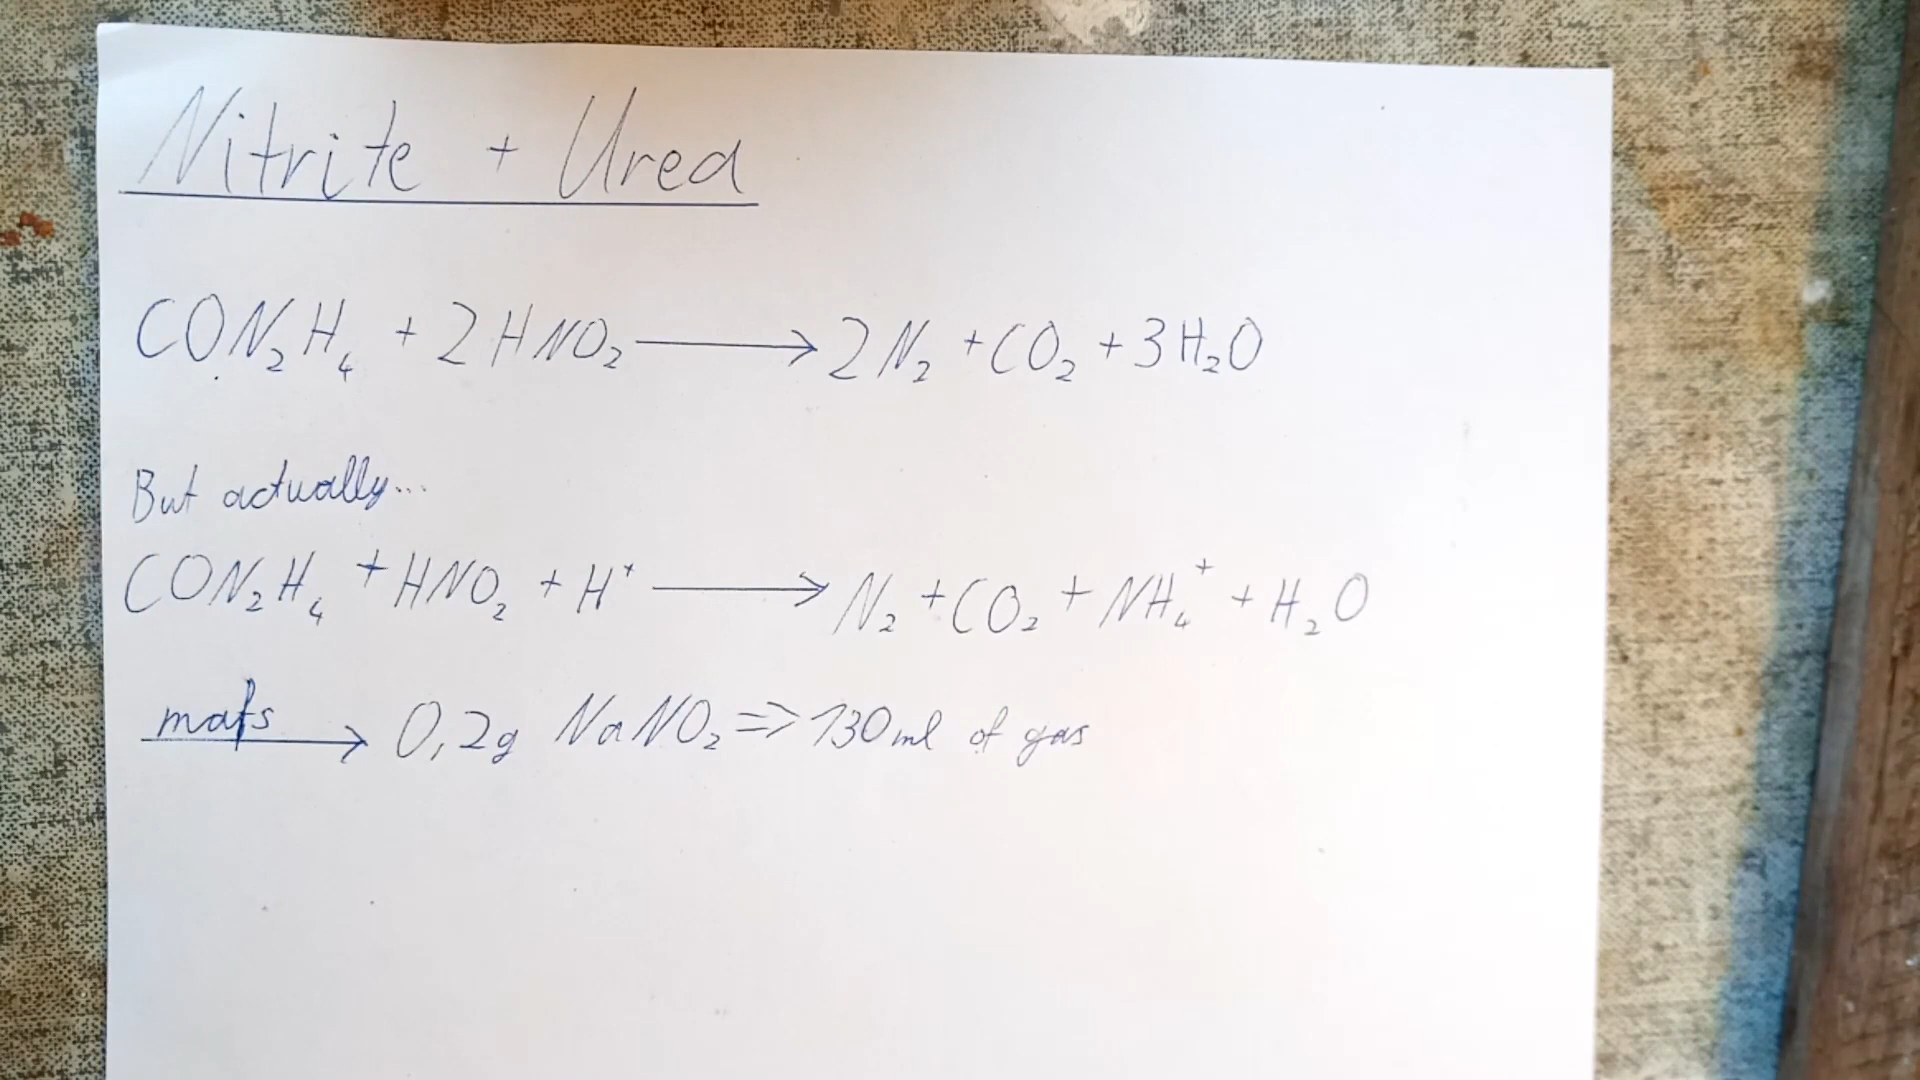 Nitrite + Urea
CON₂H₄ + 2HNO₂ ⟶ 2N₂ + CO₂ + 3H₂O
But actually...
CON₂H₄ + HNO₂ + H⁺ ⟶ N₂ + CO₂ + NH₄⁺ + H₂O
mafs → 0,2g NaNO₂ => 130ml of gas